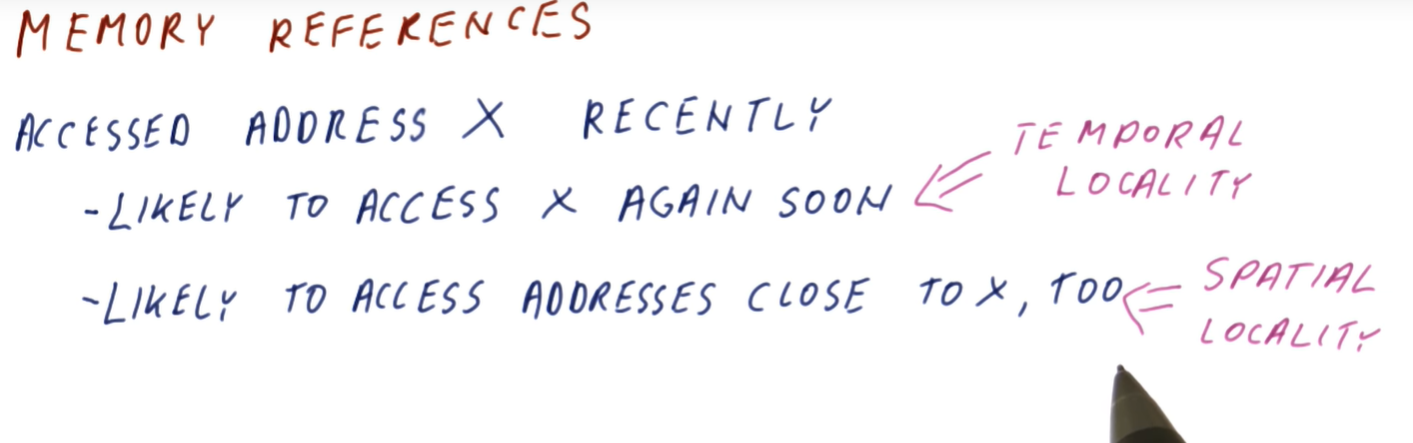 MEMORY REFERENCES
ACCESSED ADDRESS X RECENTLY
-LIKELY TO ACCESS X AGAIN SOON
TEMPORAL
LOCALITY
-LIKELY TO ACCESS ADDRESSES CLOSE TO X, TOO
SPATIAL
LOCALITY